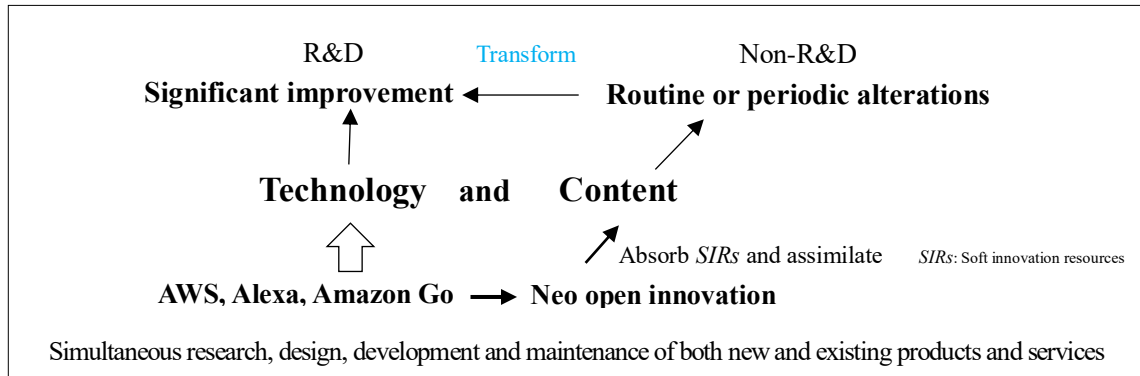 R&D Transform Non-R&D
Significant improvement Routine or periodic alterations
Technology and Content
Absorb SIRs and assimilate SIRs: Soft innovation resources
AWS, Alexa, Amazon Go Neo open innovation
Simultaneous research, design, development and maintenance of both new and existing products and services